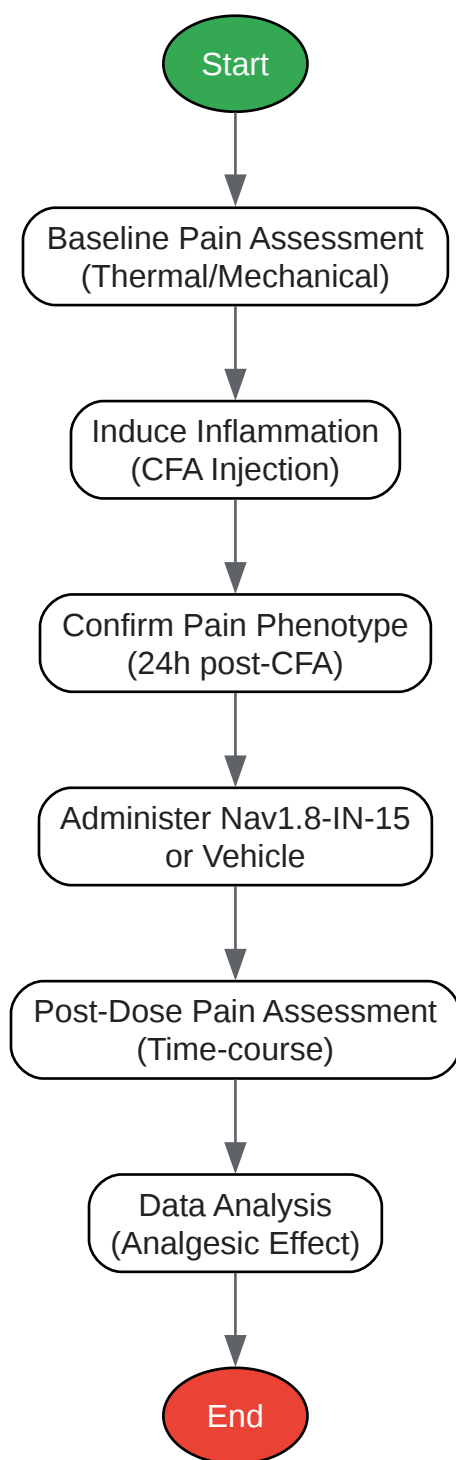 Start
Baseline Pain Assessment
(Thermal/Mechanical)
Induce Inflammation
(CFA Injection)
Confirm Pain Phenotype
(24h post-CFA)
Administer Nav1.8-IN-15
or Vehicle
Post-Dose Pain Assessment
(Time-course)
Data Analysis
(Analgesic Effect)
End